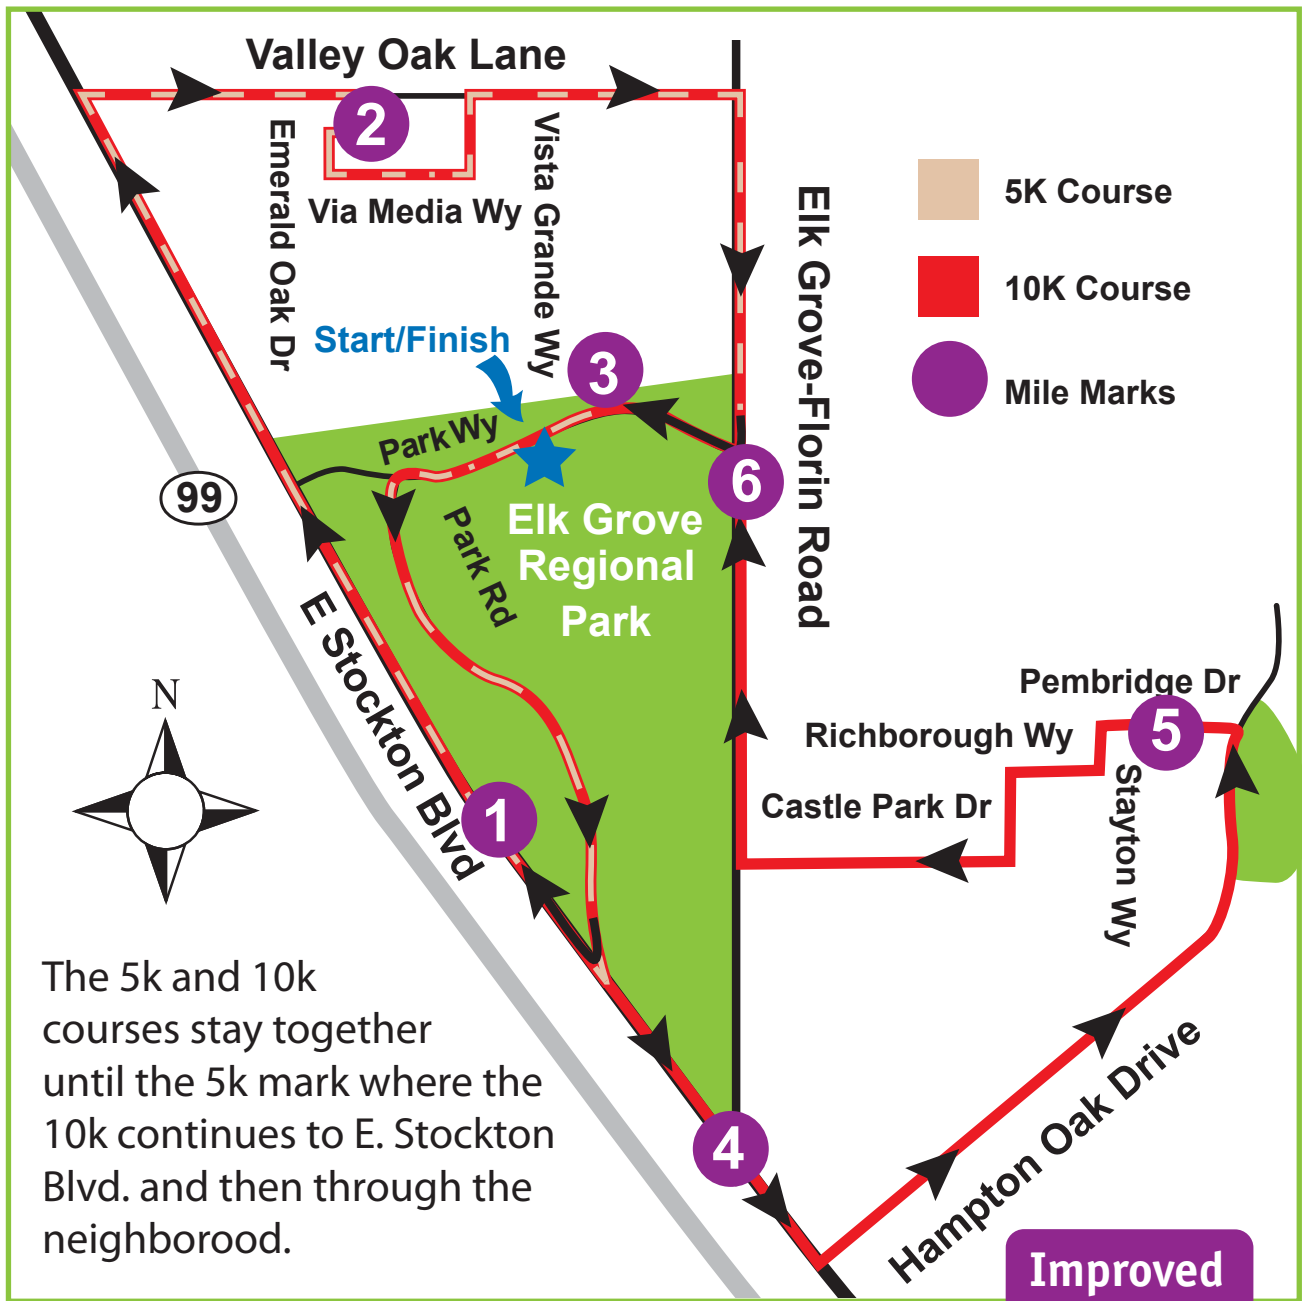 Valley Oak Lane
2
Emerald Oak Dr
Via Media Wy
Vista Grande Wy
Elk Grove-Florin Road
5K Course
10K Course
Mile Marks
Start/Finish
3
Park Wy
6
99
Elk Grove
Regional
Park
Park Rd
E Stockton Blvd
N
1
Pembridge Dr
Richborough Wy
5
Castle Park Dr
Stayton Wy
4
Hampton Oak Drive
The 5k and 10k
courses stay together
until the 5k mark where the
10k continues to E. Stockton
Blvd. and then through the
neighborood.
Improved